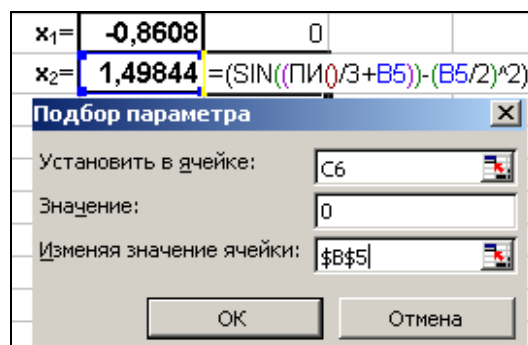 x₁= -0,8608 0
x₂= 1,49844 =(SIN((ПИ()/3+B5))-(B5/2)^2)
Подбор параметра
Установить в ячейке: C6
Значение: 0
Изменяя значение ячейки: $B$5
ОК Отмена